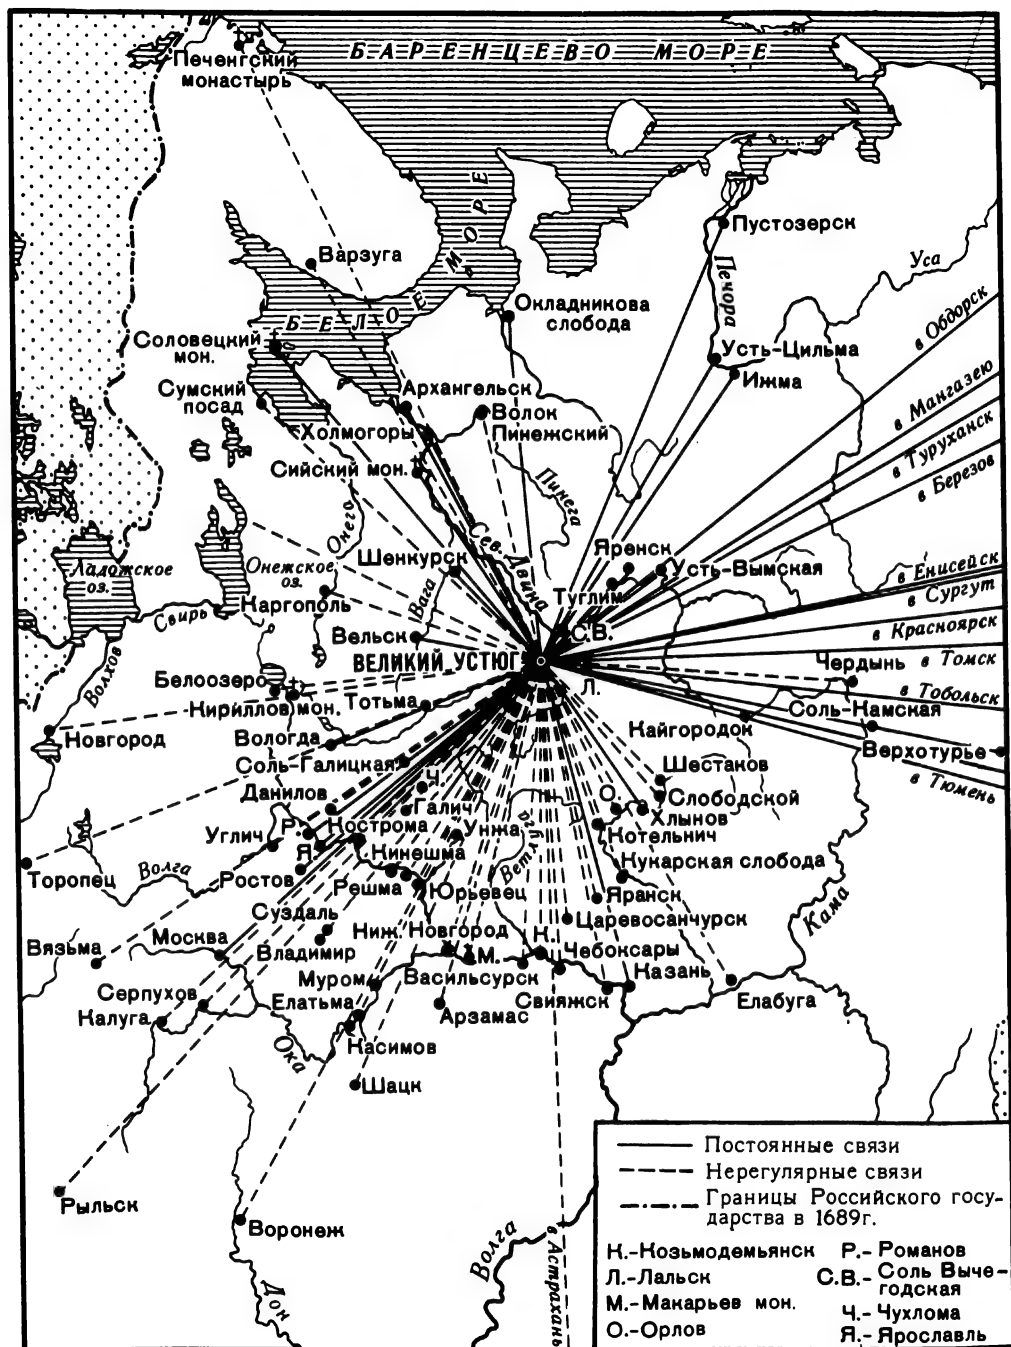 Печенгский
монастырь
БАРЕНЦЕВО МОРЕ
Варзуга
БЕЛОЕ МОРЕ
Пустозерск
Печора
Уса
Окладникова
слобода
Соловецкий
мон.
Сумский
посад
Усть-Цильма
Ижма
в Обдорск
в Мангазею
в Туруханск
в Березов
Архангельск
Волок
Пинежский
Холмогоры
Сийский мон.
Пинега
Онего
Сев. Двина
Шенкурск
Яренск
Усть-Вымская
Туглим
С.В.
в Енисейск
в Сургут
в Красноярск
в Томск
в Тобольск
в Тюмень
Ладожское
оз.
Онежское
оз.
Каргополь
Вага
Свирь
Вельск
ВЕЛИКИЙ УСТЮГ
Л.
Чердынь
Волхов
Белоозеро
Кириллов мон.
Тотьма
Соль-Камская
Кайгородок
Верхотурье
Новгород
Вологда
Соль-Галицкая
Шестаков
Слободской
Ч.
Данилов
Галич
О.
Хлынов
Углич
Р.
Кострома
Унжа
Ветлуга
Котельнич
Я.
Кинешма
Кукарская слобода
Торопец
Волга
Ростов
Решма
Юрьевец
Яранск
Кама
Суздаль
Царевосанчурск
Вязьма
Москва
Владимир
Ниж. Новгород
М.
К.
Чебоксары
Муром
Васильсурск
Казань
Серпухов
Елатьма
Свияжск
Елабуга
Калуга
Арзамас
Ока
Касимов
Шацк
Рыльск
Воронеж
Дон
Волга
в Астрахань
Постоянные связи
Нерегулярные связи
Границы Российского госу-
дарства в 1689г.
К.-Козьмодемьянск
Л.-Лальск
М.-Макарьев мон.
О.-Орлов
Р.- Романов
С.В.- Соль Выче-
годская
Ч.- Чухлома
Я.- Ярославль